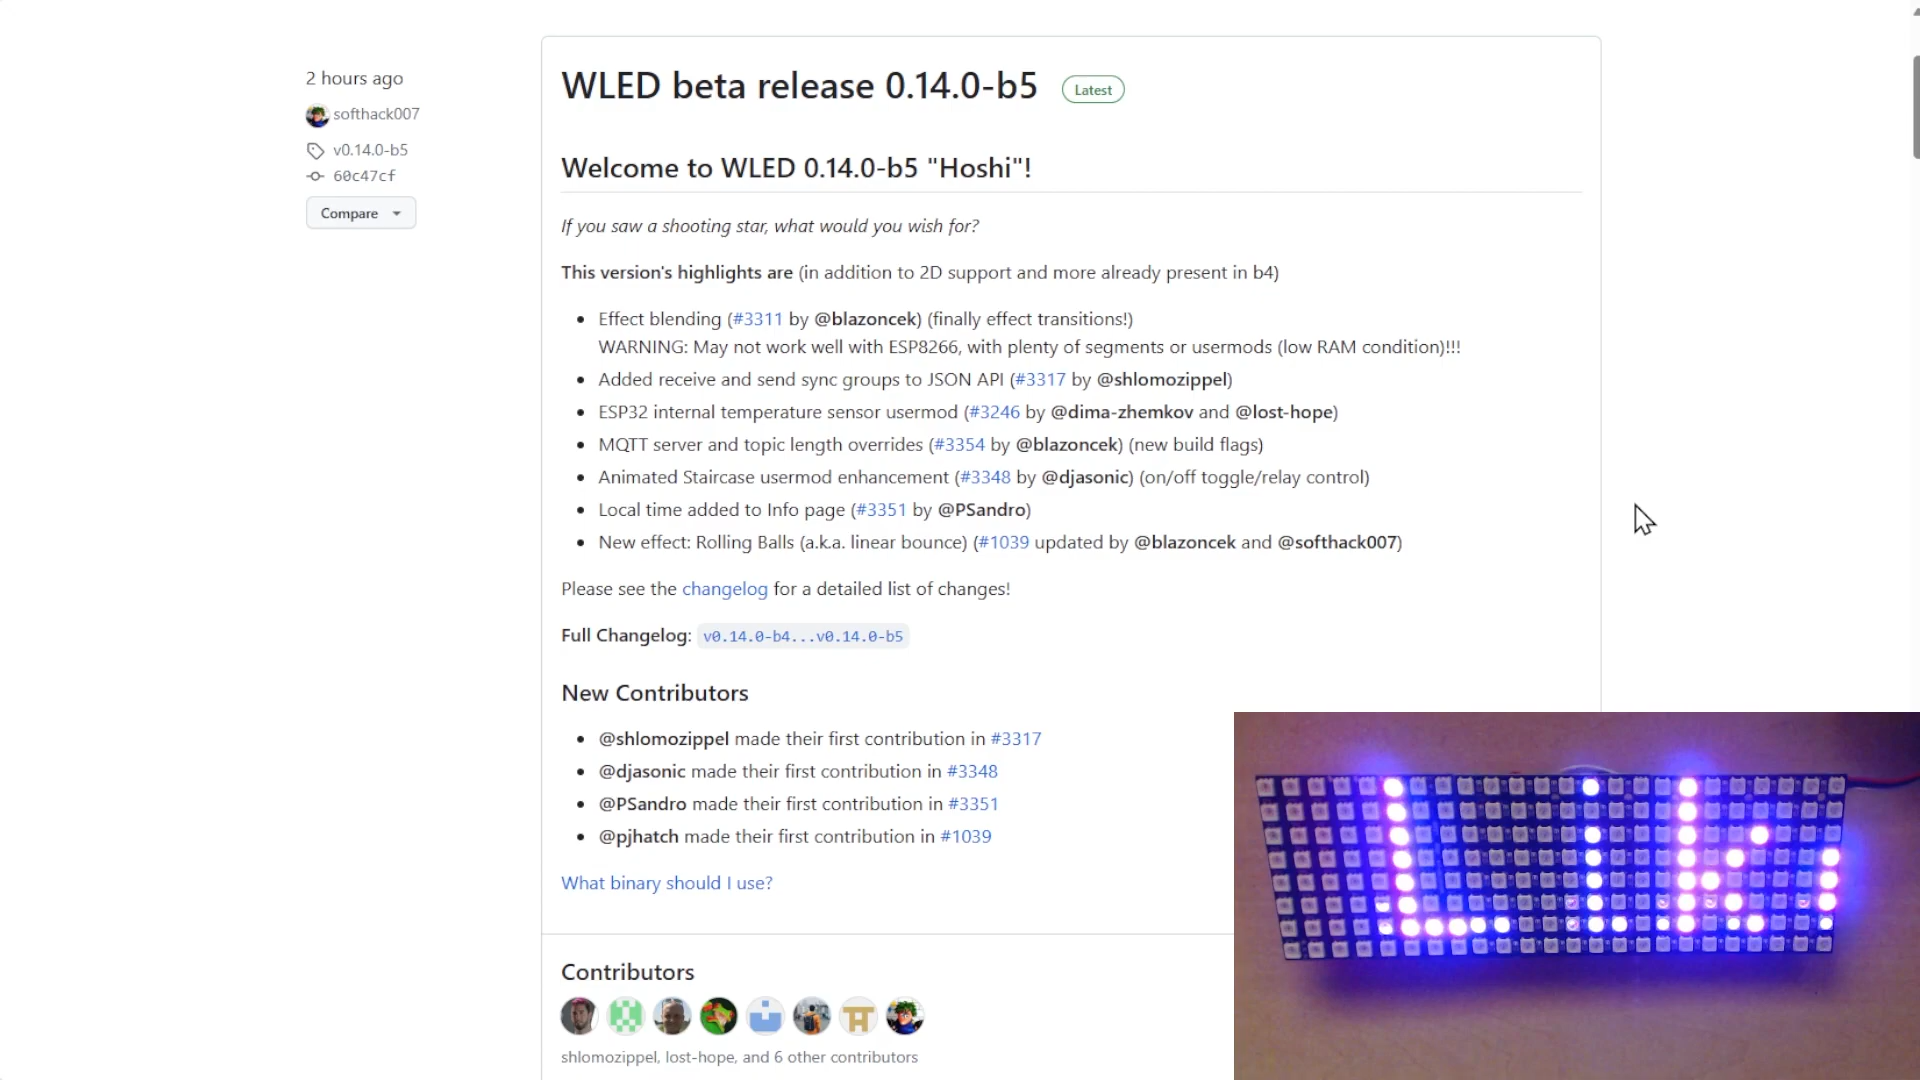 2 hours ago
softhack007
v0.14.0-b5
60c47cf
Compare
WLED beta release 0.14.0-b5 Latest
Welcome to WLED 0.14.0-b5 "Hoshi"!
If you saw a shooting star, what would you wish for?
This version's highlights are (in addition to 2D support and more already present in b4)
Effect blending (#3311 by @blazoncek) (finally effect transitions!)
WARNING: May not work well with ESP8266, with plenty of segments or usermods (low RAM condition)!!!
Added receive and send sync groups to JSON API (#3317 by @shlomozippel)
ESP32 internal temperature sensor usermod (#3246 by @dima-zhemkov and @lost-hope)
MQTT server and topic length overrides (#3354 by @blazoncek) (new build flags)
Animated Staircase usermod enhancement (#3348 by @djasonic) (on/off toggle/relay control)
Local time added to Info page (#3351 by @PSandro)
New effect: Rolling Balls (a.k.a. linear bounce) (#1039 updated by @blazoncek and @softhack007)
Please see the changelog for a detailed list of changes!
Full Changelog: v0.14.0-b4...v0.14.0-b5
New Contributors
@shlomozippel made their first contribution in #3317
@djasonic made their first contribution in #3348
@PSandro made their first contribution in #3351
@pjhatch made their first contribution in #1039
What binary should I use?
Contributors
shlomozippel, lost-hope, and 6 other contributors
Lik